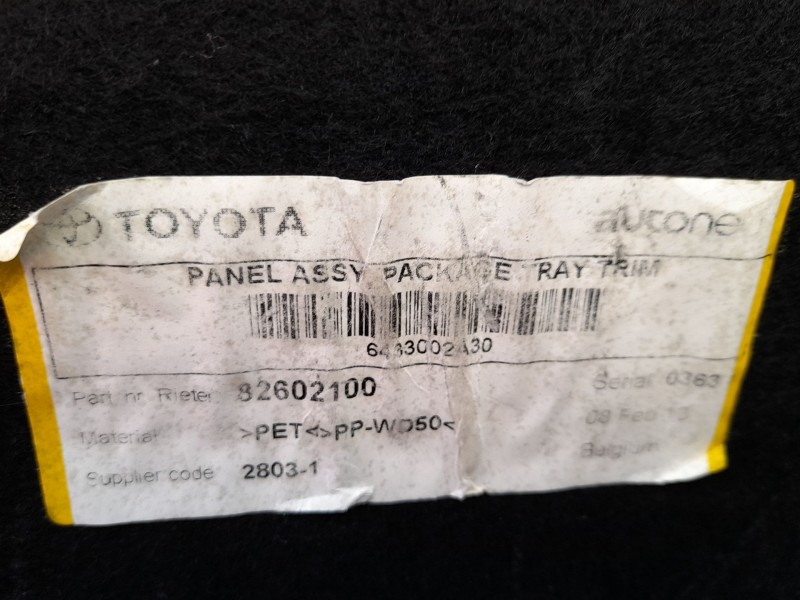 TOYOTA autone
PANEL ASSY PACKAGE TRAY TRIM
Part nr Rieter 82602100 Serial 0363
Material >PET<>PP-WD50<
Supplier code 2803-1 Belgium